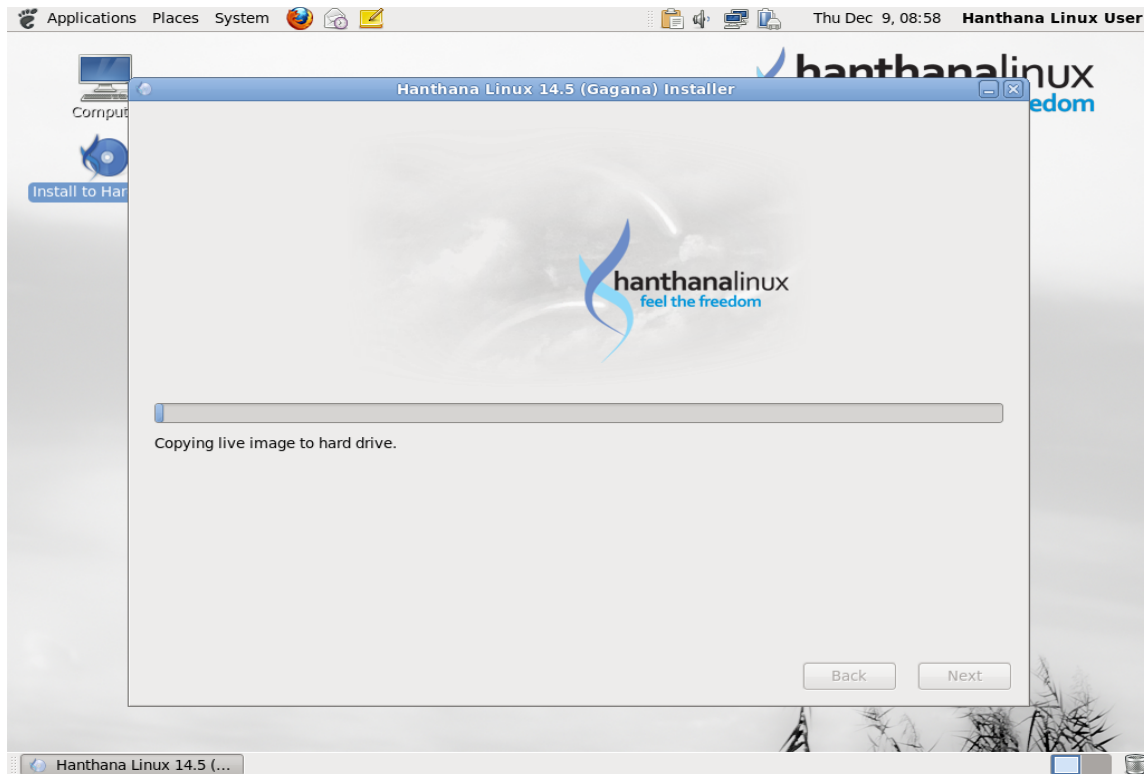 Applications Places System Thu Dec 9, 08:58 Hanthana Linux User
hanthanalinux
edom
Comput
Install to Har
Hanthana Linux 14.5 (Gagana) Installer
hanthanalinux
feel the freedom
Copying live image to hard drive.
Back Next
Hanthana Linux 14.5 (...